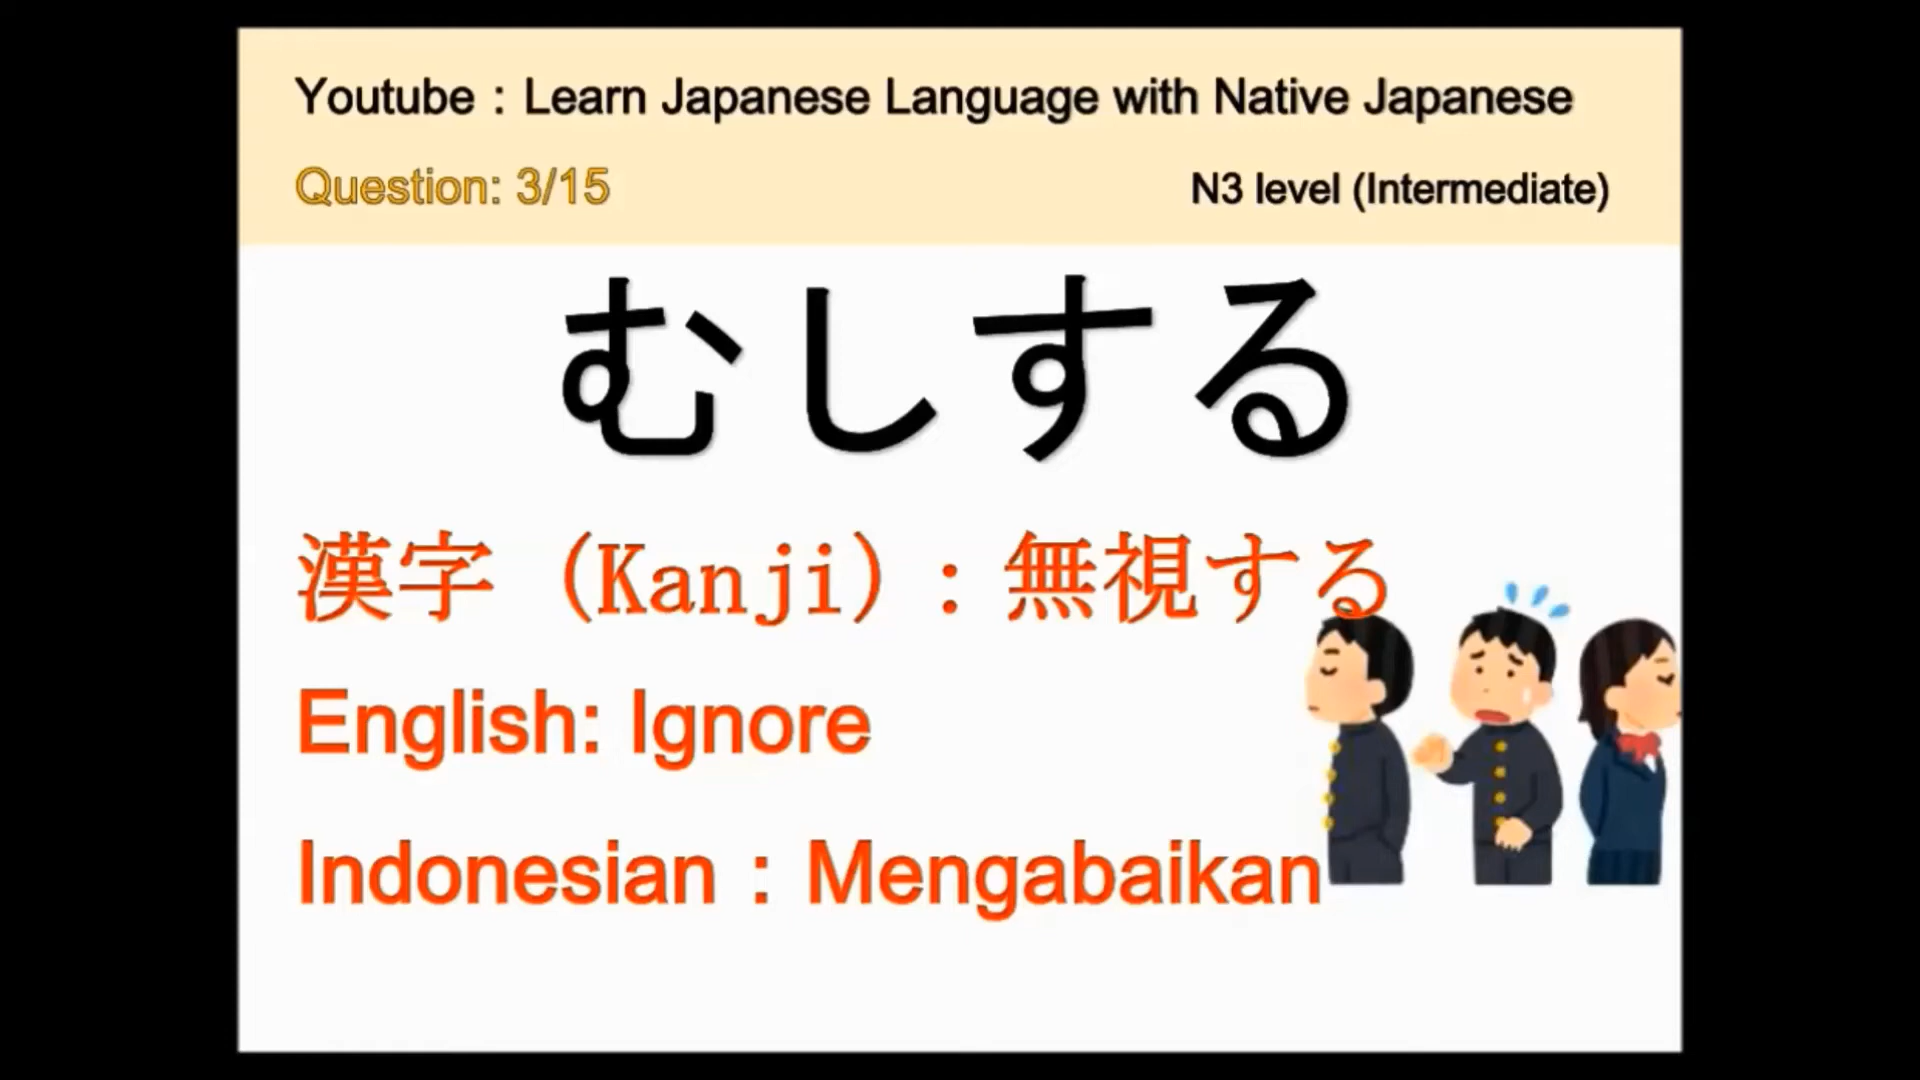 Youtube：Learn Japanese Language with Native Japanese
Question: 3/15
N3 level (Intermediate)
むしする
漢字 (Kanji)：無視する
English: Ignore
Indonesian：Mengabaikan